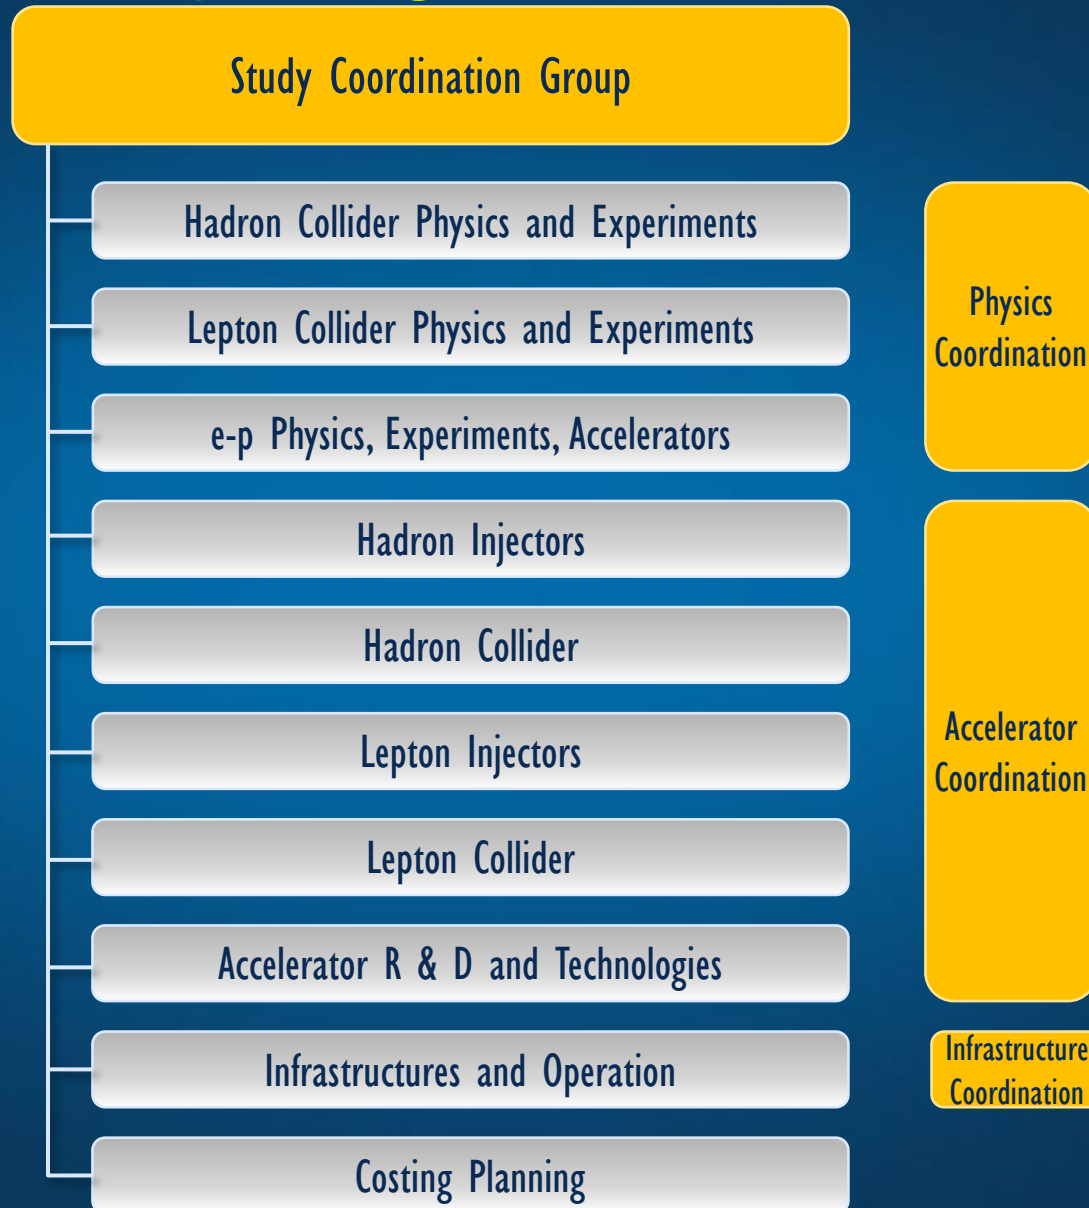 Study Coordination Group
Hadron Collider Physics and Experiments
Lepton Collider Physics and Experiments
e-p Physics, Experiments, Accelerators
Hadron Injectors
Hadron Collider
Lepton Injectors
Lepton Collider
Accelerator R & D and Technologies
Infrastructures and Operation
Costing Planning
Physics
Coordination
Accelerator
Coordination
Infrastructure
Coordination